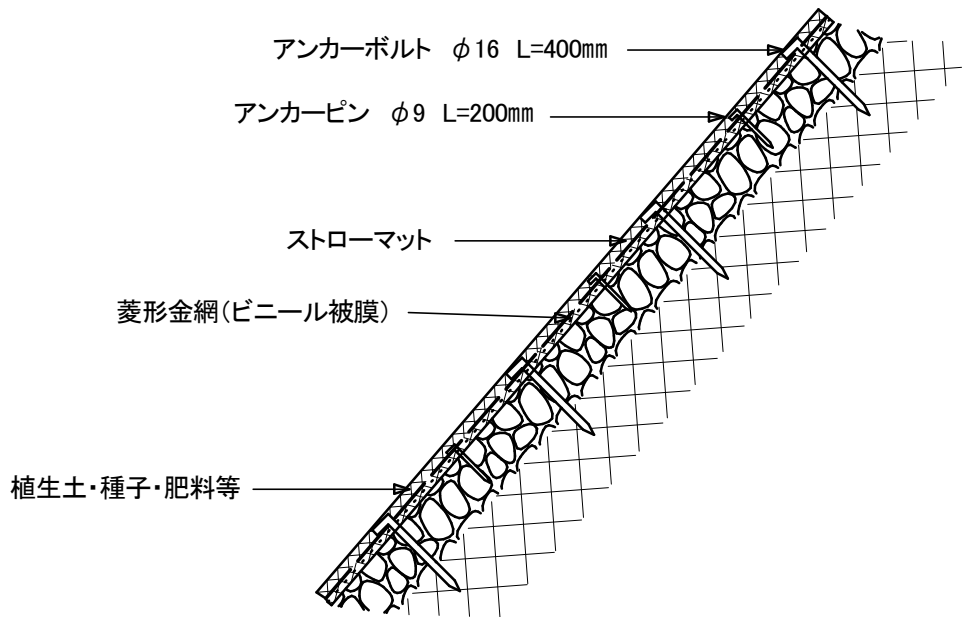 アンカーボルト φ16 L=400㎜
アンカーピン φ9 L=200㎜
ストローマット
菱形金網(ビニール被膜)
植生土・種子・肥料等